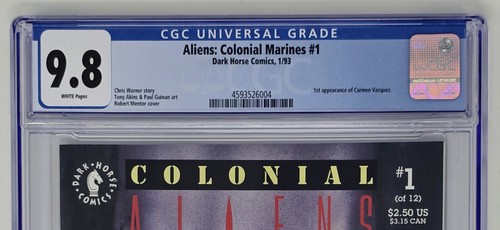 CGC UNIVERSAL GRADE
9.8
WHITE Pages
Aliens: Colonial Marines #1
Dark Horse Comics, 1/93
Chris Warner story
Tony Akins & Paul Guinan art
Robert Mentor cover
4593526004
1st appearance of Carmen Vasquez.
CGC
DARK HORSE COMICS
COLONIAL
ALIENS
#1
(of 12)
$2.50 US
$3.15 CAN